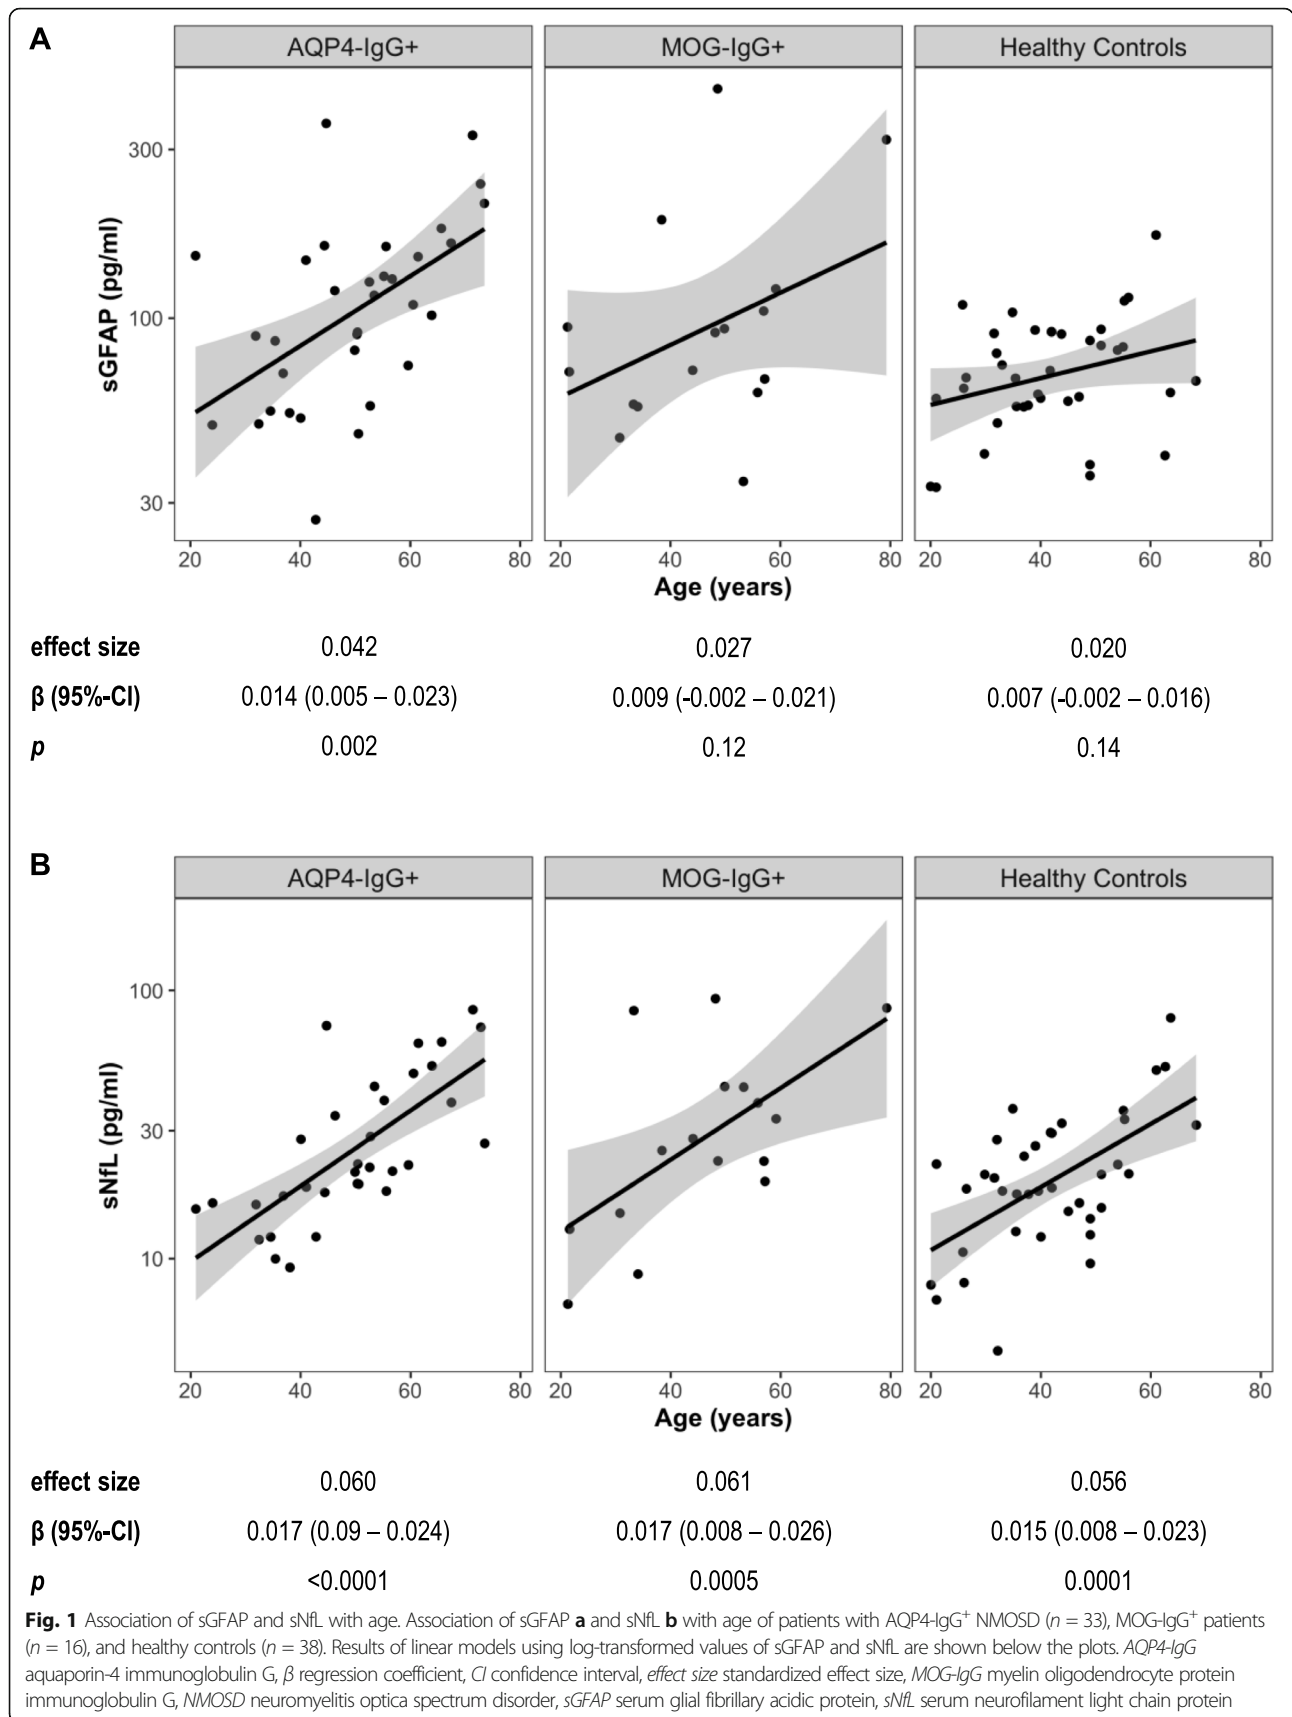 A
AQP4-IgG+ MOG-IgG+ Healthy Controls
sGFAP (pg/ml)
300
100
30
20 40 60 80 20 40 60 80 20 40 60 80
Age (years)
effect size 0.042 0.027 0.020
β (95%-CI) 0.014 (0.005 – 0.023) 0.009 (-0.002 – 0.021) 0.007 (-0.002 – 0.016)
p 0.002 0.12 0.14
B
AQP4-IgG+ MOG-IgG+ Healthy Controls
sNfL (pg/ml)
100
30
10
20 40 60 80 20 40 60 80 20 40 60 80
Age (years)
effect size 0.060 0.061 0.056
β (95%-CI) 0.017 (0.09 – 0.024) 0.017 (0.008 – 0.026) 0.015 (0.008 – 0.023)
p <0.0001 0.0005 0.0001
Fig. 1 Association of sGFAP and sNfL with age. Association of sGFAP a and sNfL b with age of patients with AQP4-IgG⁺ NMOSD (n = 33), MOG-IgG⁺ patients
(n = 16), and healthy controls (n = 38). Results of linear models using log-transformed values of sGFAP and sNfL are shown below the plots. AQP4-IgG
aquaporin-4 immunoglobulin G, β regression coefficient, CI confidence interval, effect size standardized effect size, MOG-IgG myelin oligodendrocyte protein
immunoglobulin G, NMOSD neuromyelitis optica spectrum disorder, sGFAP serum glial fibrillary acidic protein, sNfL serum neurofilament light chain protein